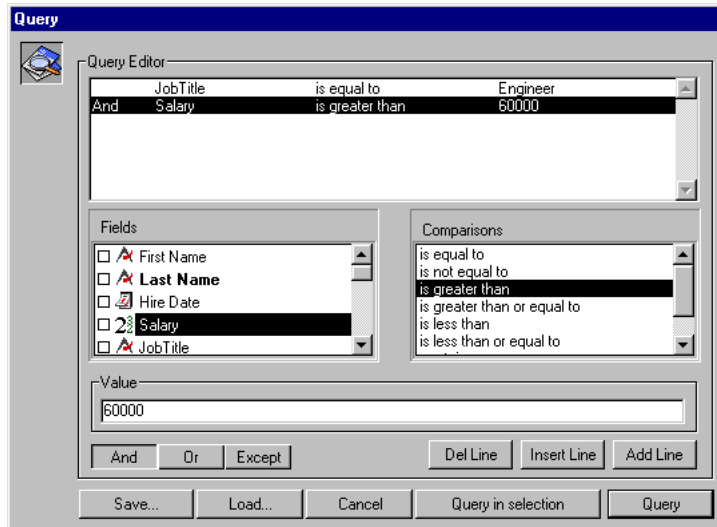 Query
Query Editor
JobTitle is equal to Engineer
And Salary is greater than 60000
Fields
First Name
Last Name
Hire Date
Salary
JobTitle
Comparisons
is equal to
is not equal to
is greater than
is greater than or equal to
is less than
is less than or equal to
Value
60000
And Or Except Del Line Insert Line Add Line
Save... Load... Cancel Query in selection Query